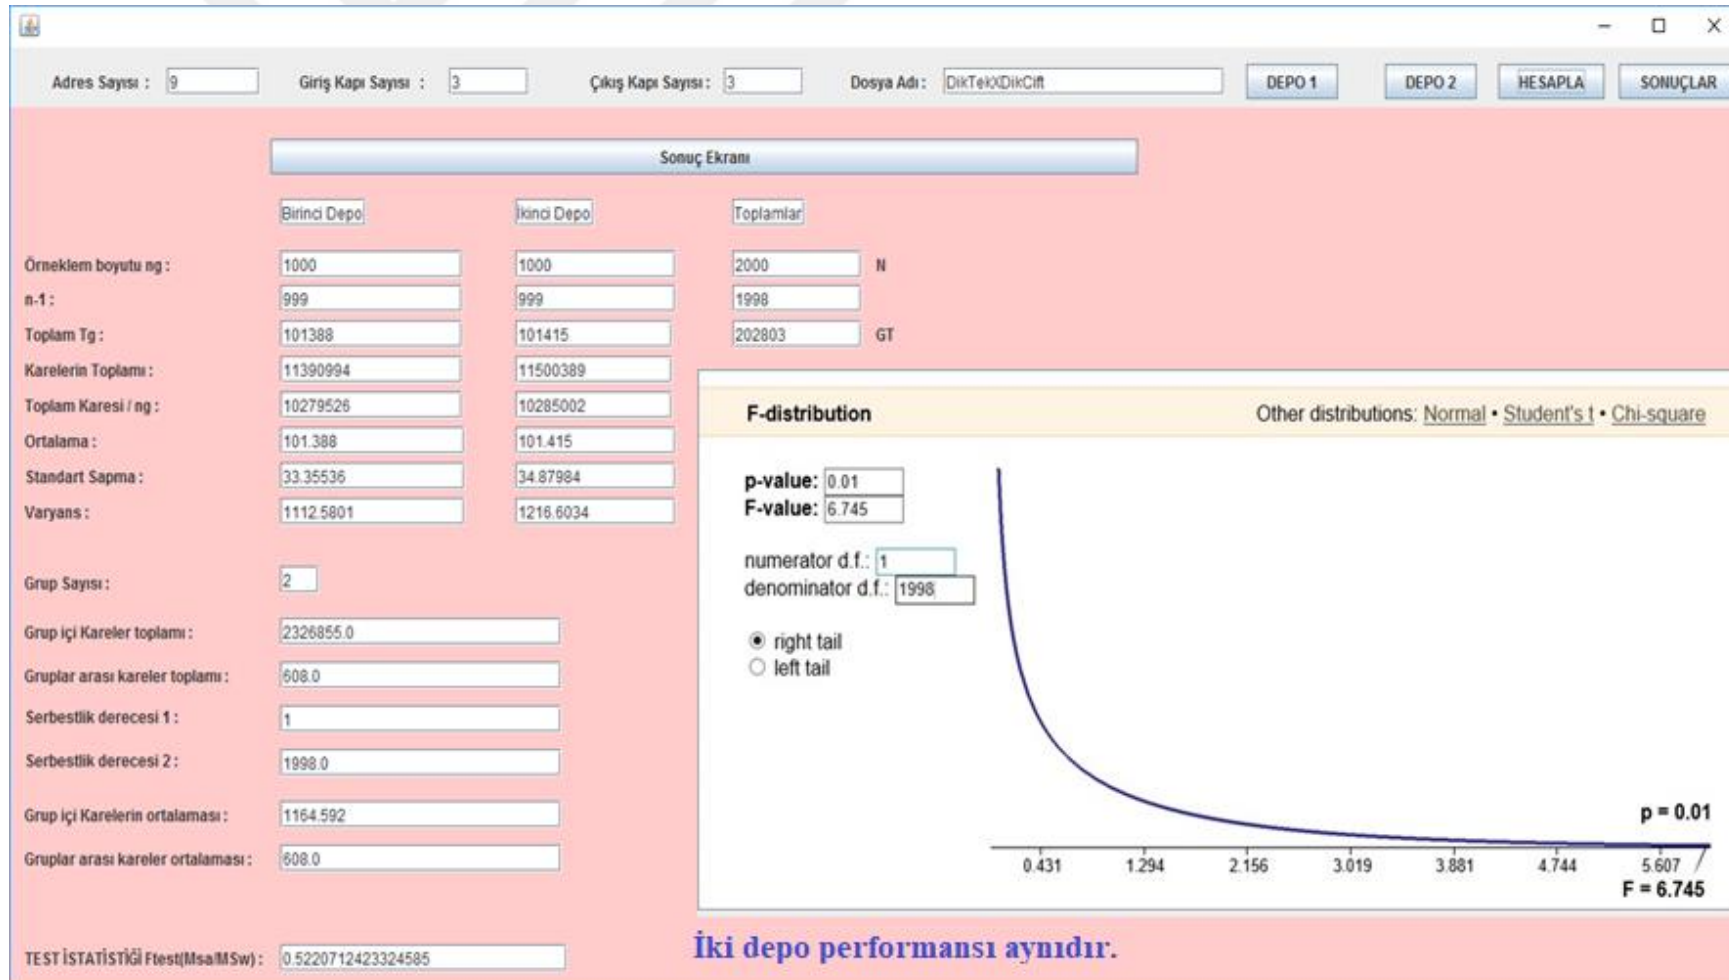 Adres Sayısı : 9 Giriş Kapı Sayısı : 3 Çıkış Kapı Sayısı : 3 Dosya Adı : DikTekXDikCift DEPO 1 DEPO 2 HESAPLA SONUÇLAR
Sonuç Ekranı
Birinci Depo İkinci Depo Toplamlar
Örneklem boyutu ng : 1000 1000 2000 N
n-1 : 999 999 1998
Toplam Tg : 101388 101415 202803 GT
Karelerin Toplamı : 11390994 11500389
Toplam Karesi / ng : 10279526 10285002
Ortalama : 101.388 101.415
Standart Sapma : 33.35536 34.87984
Varyans : 1112.5801 1216.6034
Grup Sayısı : 2
Grup içi Kareler toplamı : 2326855.0
Gruplar arası kareler toplamı : 608.0
Serbestlik derecesi 1 : 1
Serbestlik derecesi 2 : 1998.0
Grup içi Karelerin ortalaması : 1164.592
Gruplar arası kareler ortalaması : 608.0
TEST İSTATİSTİĞİ Ftest(Msa/MSw) : 0.5220712423324585
F-distribution Other distributions: Normal • Student's t • Chi-square
p-value: 0.01
F-value: 6.745
numerator d.f.: 1
denominator d.f.: 1998
right tail
left tail
p = 0.01
0.431 1.294 2.156 3.019 3.881 4.744 5.607
F = 6.745
İki depo performansı aynıdır.